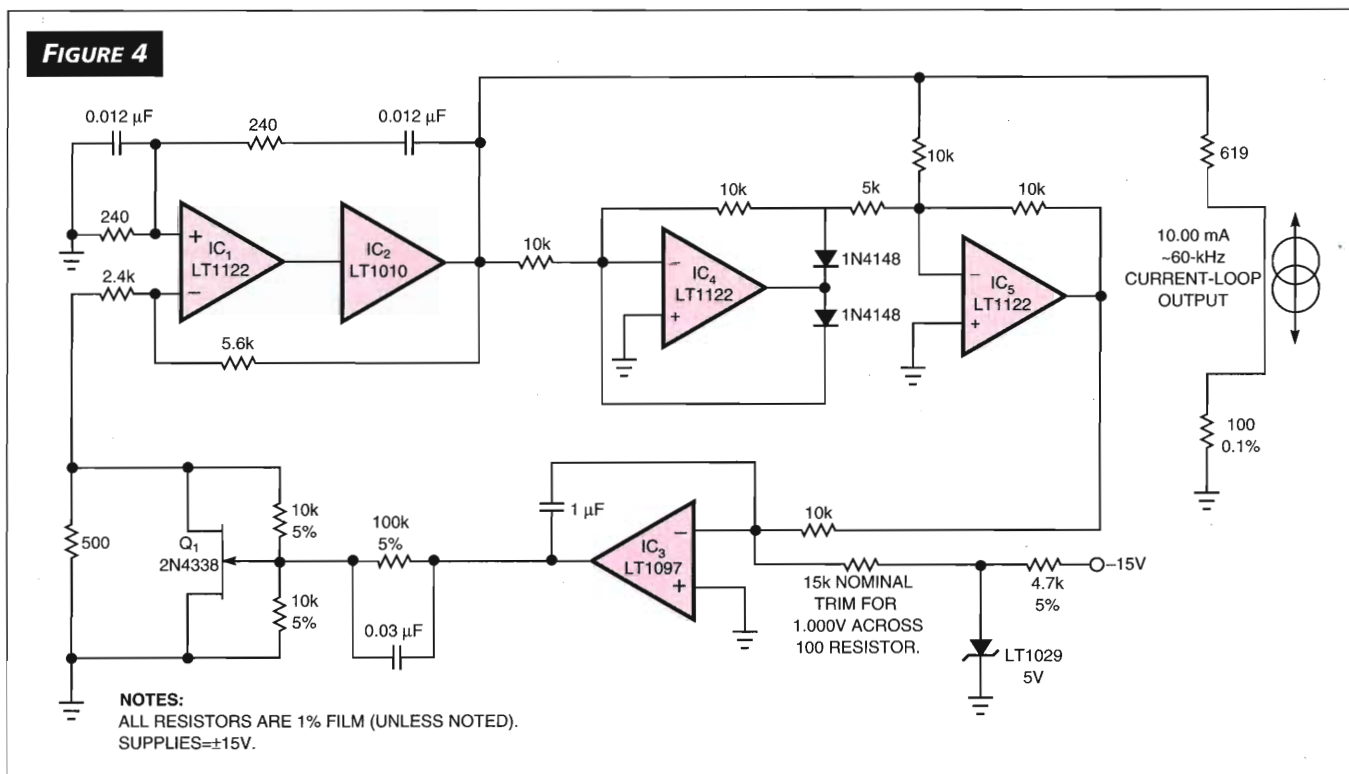 FIGURE 4
0.012 µF
240
0.012 µF
240
+
IC1
LT1122
−
IC2
LT1010
2.4k
5.6k
10k
10k
5k
10k
10k
−
IC4
LT1122
+
1N4148
1N4148
−
IC5
LT1122
+
619
10.00 mA
~60-kHz
CURRENT-LOOP
OUTPUT
100
0.1%
500
Q1
2N4338
10k
5%
10k
5%
100k
5%
0.03 µF
1 µF
−
IC3
LT1097
+
10k
15k NOMINAL
TRIM FOR
1.000V ACROSS
100 RESISTOR.
4.7k
5%
−15V
LT1029
5V
NOTES:
ALL RESISTORS ARE 1% FILM (UNLESS NOTED).
SUPPLIES=±15V.